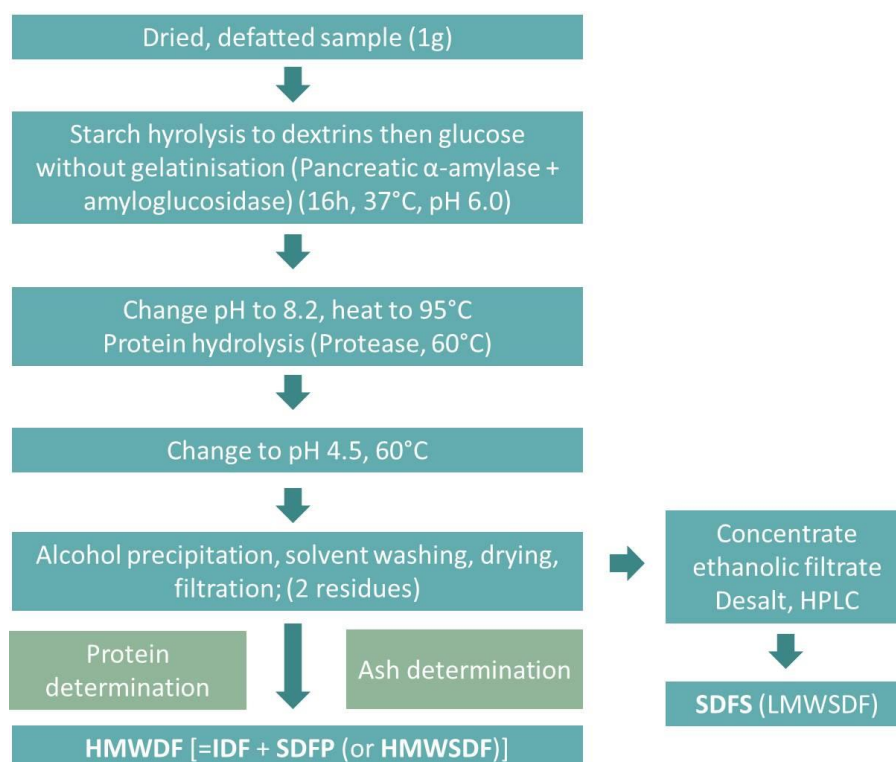 Dried, defatted sample (1g)
Starch hyrolysis to dextrins then glucose
without gelatinisation (Pancreatic α-amylase +
amyloglucosidase) (16h, 37°C, pH 6.0)
Change pH to 8.2, heat to 95°C
Protein hydrolysis (Protease, 60°C)
Change to pH 4.5, 60°C
Alcohol precipitation, solvent washing, drying,
filtration; (2 residues)
Concentrate
ethanolic filtrate
Desalt, HPLC
Protein
determination
Ash determination
SDFS (LMWSDF)
HMWDF [=IDF + SDFP (or HMWSDF)]